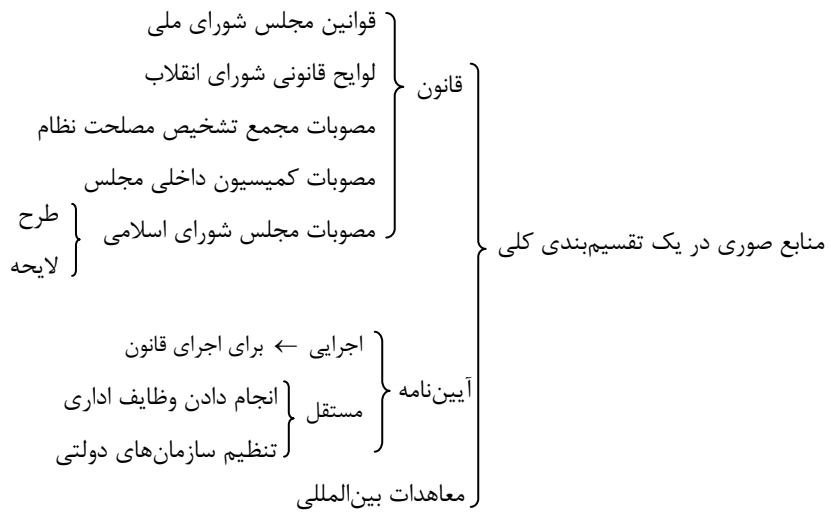 منابع صوری در یک تقسیم‌بندی کلی
قانون
قوانین مجلس شورای ملی
لوایح قانونی شورای انقلاب
مصوبات مجمع تشخیص مصلحت نظام
مصوبات کمیسیون داخلی مجلس
مصوبات مجلس شورای اسلامی
طرح
لایحه
آیین‌نامه
اجرایی ← برای اجرای قانون
مستقل
انجام دادن وظایف اداری
تنظیم سازمان‌های دولتی
معاهدات بین‌المللی